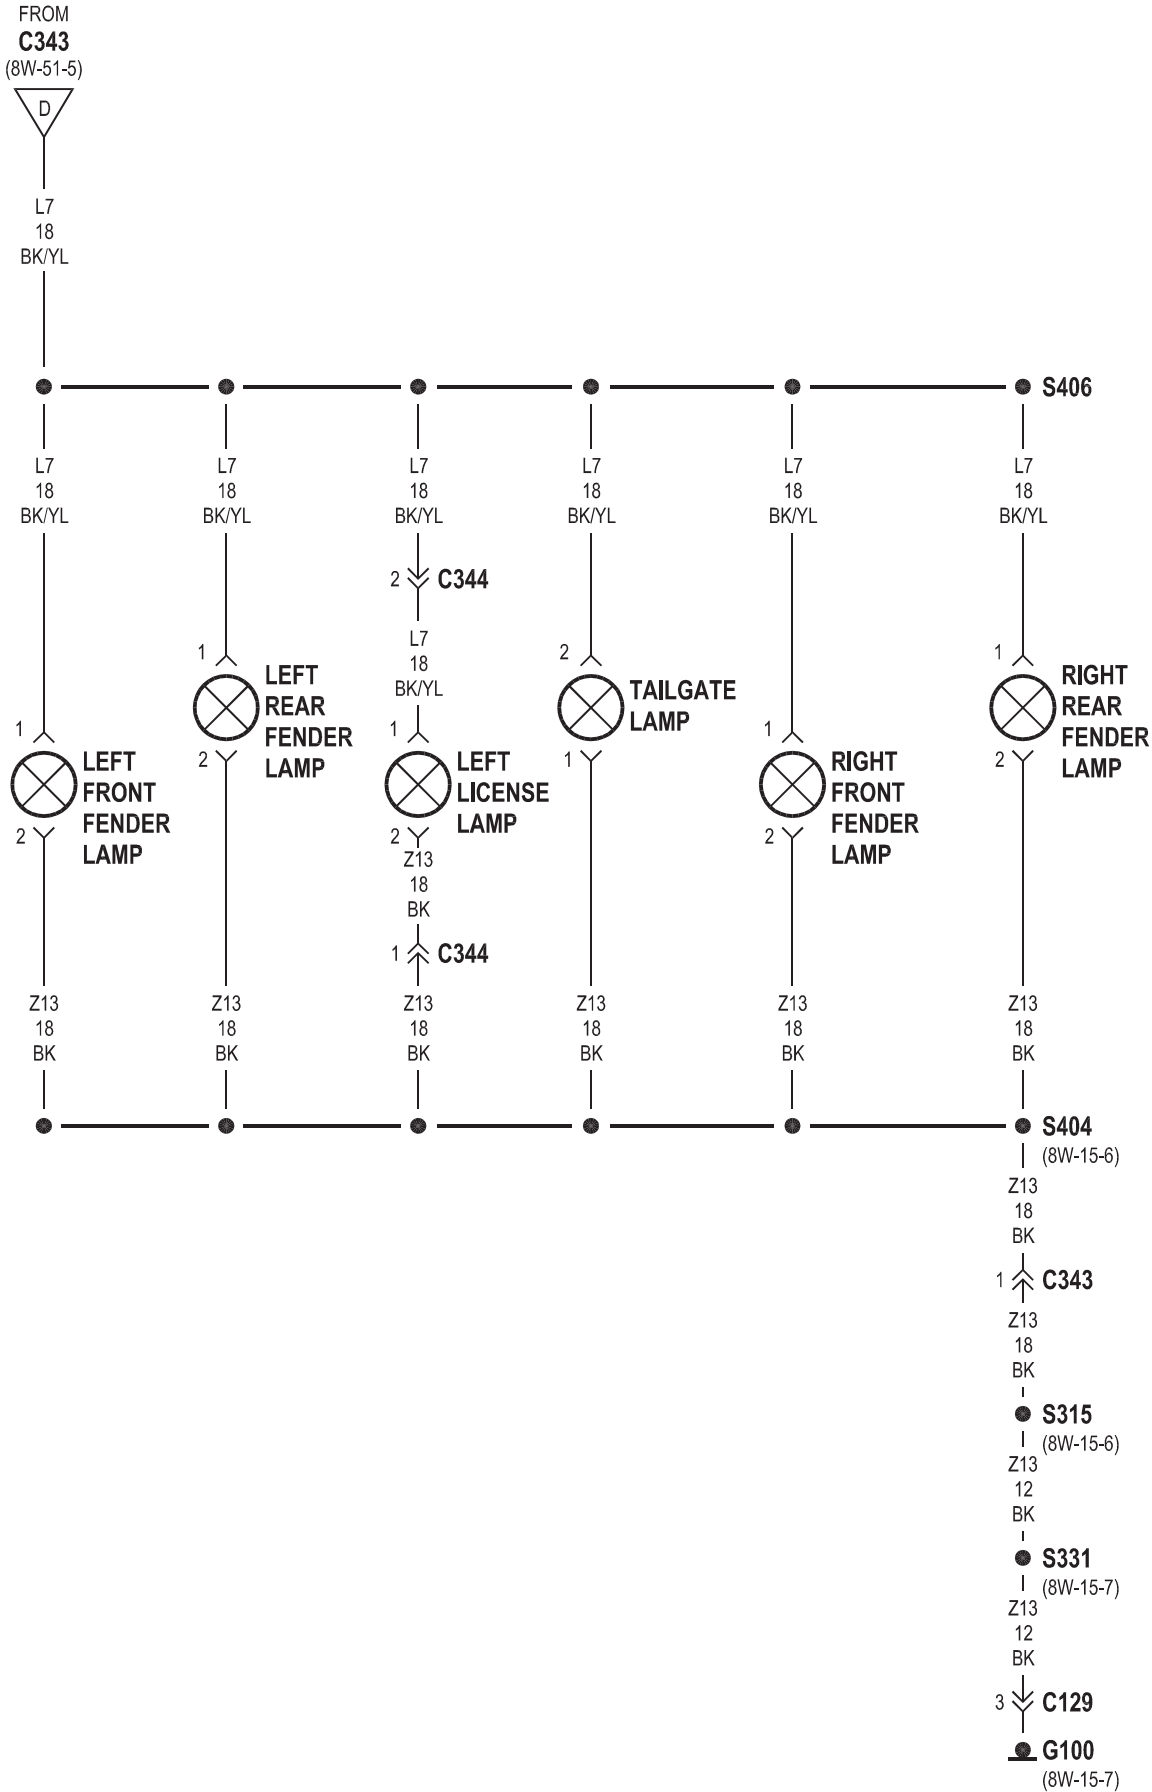 FROM
C343
(8W-51-5)
D
L7
18
BK/YL
S406
L7
18
BK/YL
L7
18
BK/YL
L7
18
BK/YL
L7
18
BK/YL
L7
18
BK/YL
L7
18
BK/YL
2 C344
L7
18
BK/YL
1
LEFT
FRONT
FENDER
LAMP
2
1
LEFT
REAR
FENDER
LAMP
2
1
LEFT
LICENSE
LAMP
2
Z13
18
BK
1 C344
2
TAILGATE
LAMP
1
1
RIGHT
FRONT
FENDER
LAMP
2
1
RIGHT
REAR
FENDER
LAMP
2
Z13
18
BK
Z13
18
BK
Z13
18
BK
Z13
18
BK
Z13
18
BK
Z13
18
BK
S404
(8W-15-6)
Z13
18
BK
1 C343
Z13
18
BK
S315
(8W-15-6)
Z13
12
BK
S331
(8W-15-7)
Z13
12
BK
3 C129
G100
(8W-15-7)